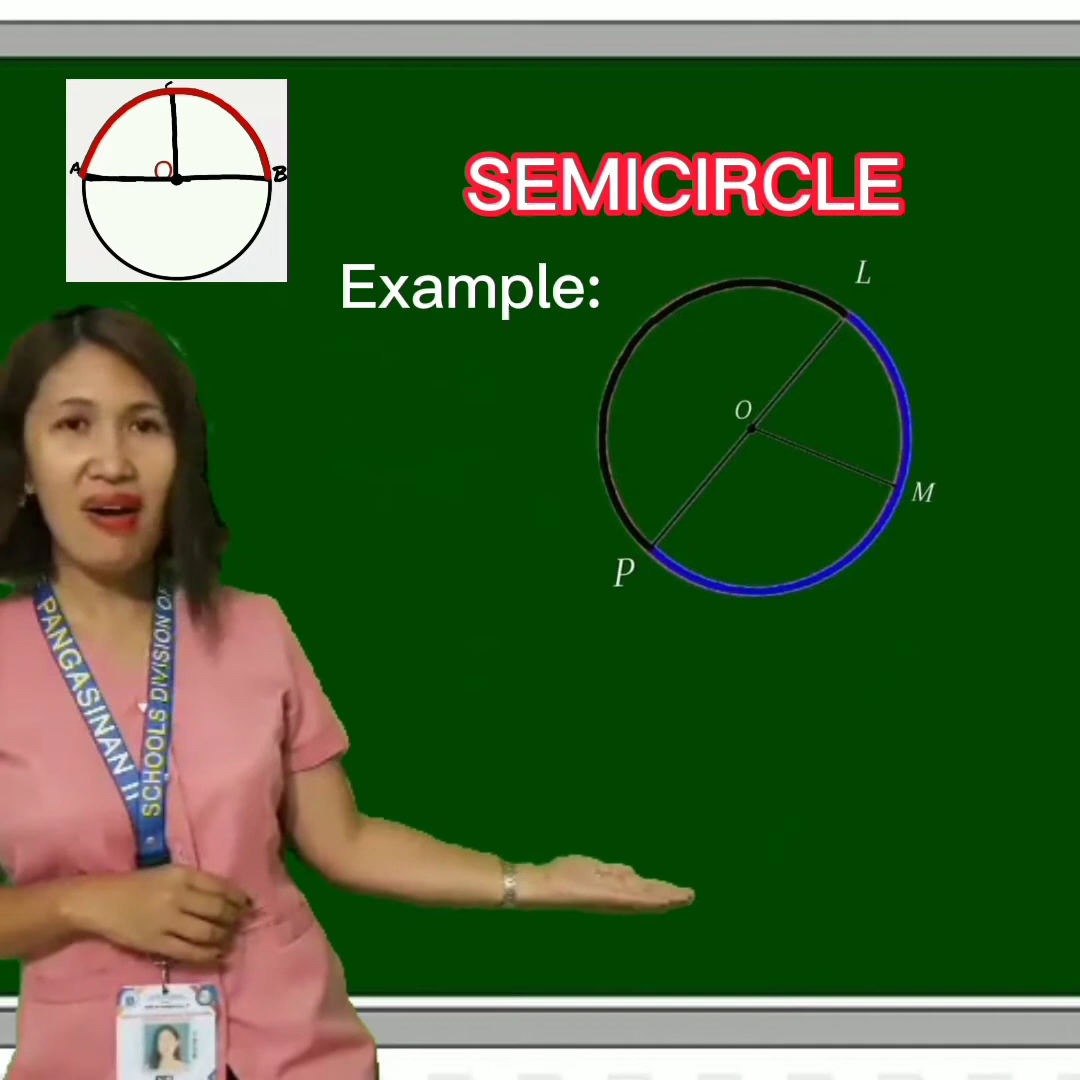 C
A
O
B
SEMICIRCLE
Example:
L
O
M
P
PANGASINAN II
SCHOOLS DIVISION OF